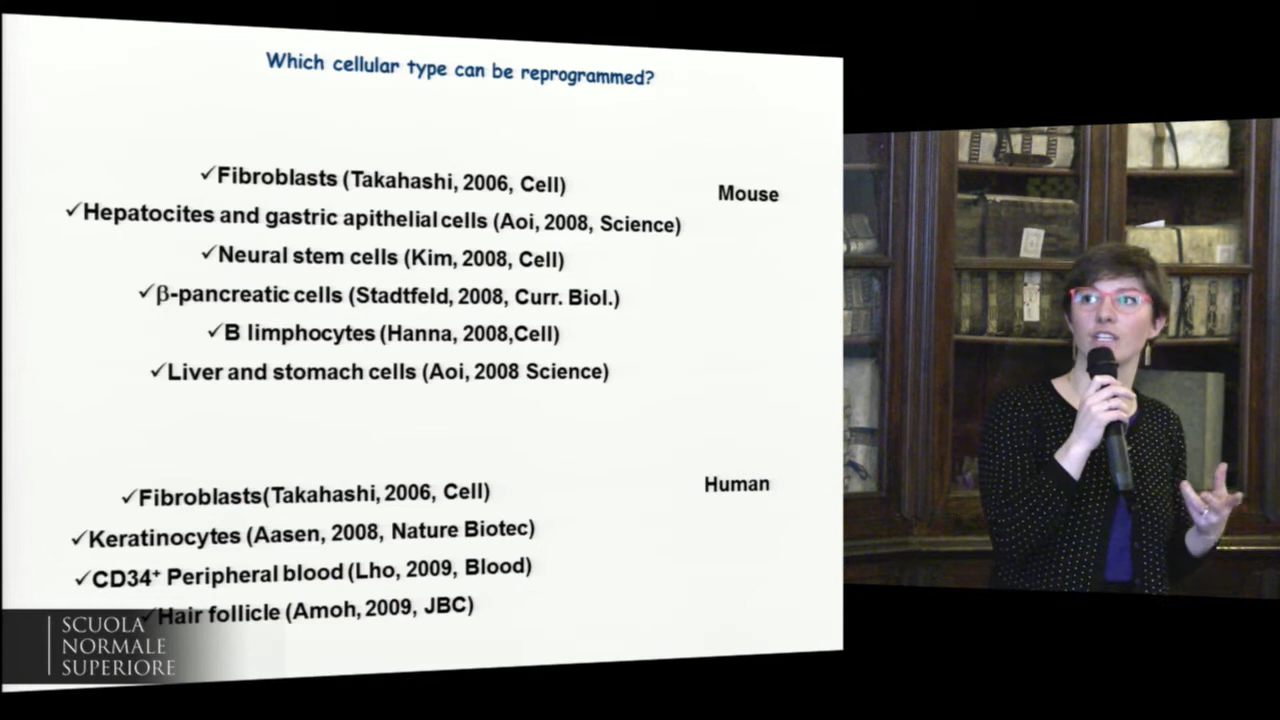 Which cellular type can be reprogrammed?
✓Fibroblasts (Takahashi, 2006, Cell)
Mouse
✓Hepatocites and gastric apithelial cells (Aoi, 2008, Science)
✓Neural stem cells (Kim, 2008, Cell)
✓β-pancreatic cells (Stadtfeld, 2008, Curr. Biol.)
✓B limphocytes (Hanna, 2008,Cell)
✓Liver and stomach cells (Aoi, 2008 Science)
Human
✓Fibroblasts(Takahashi, 2006, Cell)
✓Keratinocytes (Aasen, 2008, Nature Biotec)
✓CD34⁺ Peripheral blood (Lho, 2009, Blood)
✓Hair follicle (Amoh, 2009, JBC)
SCUOLA
NORMALE
SUPERIORE